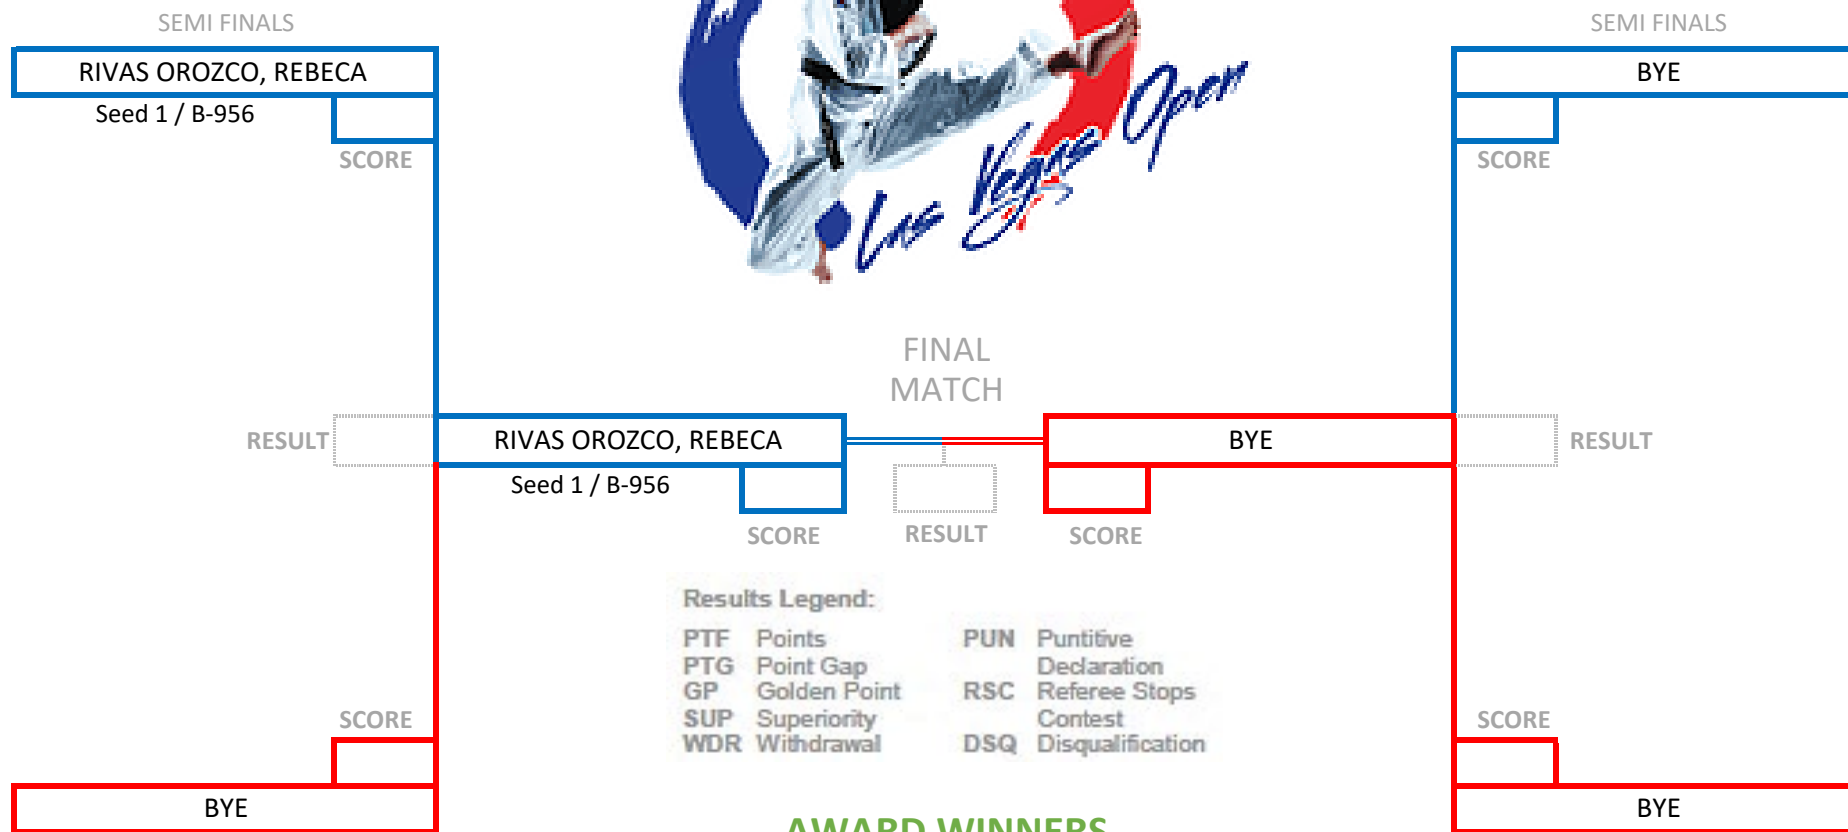 SEMI FINALS
SEMI FINALS
RIVAS OROZCO, REBECA
BYE
Seed 1 / B-956
SCORE
SCORE
Las Vegas Open
FINAL
MATCH
RESULT
RIVAS OROZCO, REBECA
BYE
RESULT
Seed 1 / B-956
SCORE
RESULT
SCORE
Results Legend:
PTF Points
PTG Point Gap
GP Golden Point
SUP Superiority
WDR Withdrawal
PUN Puntitive
Declaration
RSC Referee Stops
Contest
DSQ Disqualification
SCORE
SCORE
BYE
BYE
AWARD WINNERS